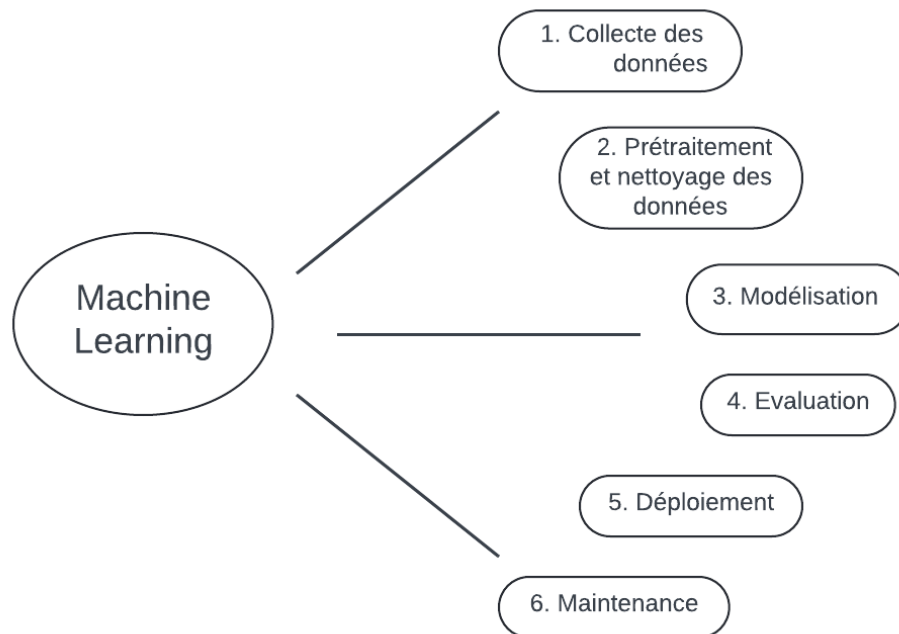 Machine
Learning
1. Collecte des
données
2. Prétraitement
et nettoyage des
données
3. Modélisation
4. Evaluation
5. Déploiement
6. Maintenance